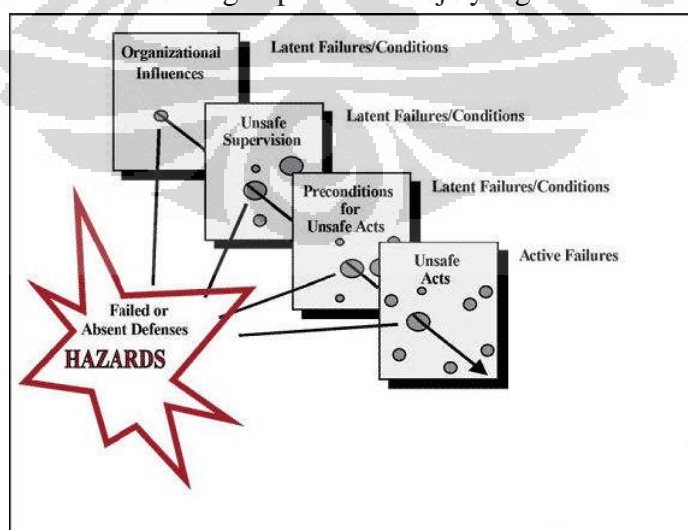 Organizational
Influences
Latent Failures/Conditions
Unsafe
Supervision
Latent Failures/Conditions
Preconditions
for
Unsafe Acts
Latent Failures/Conditions
Unsafe
Acts
Active Failures
Failed or
Absent Defenses
HAZARDS